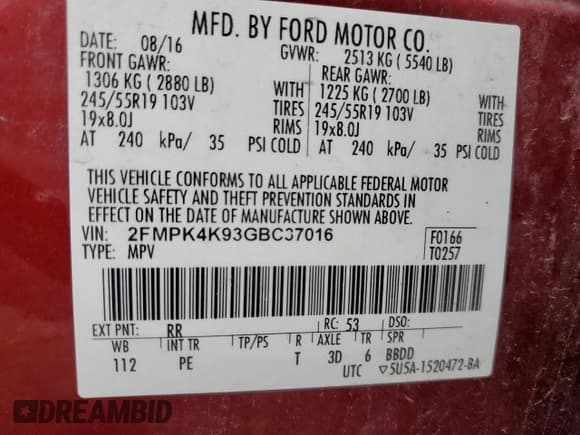 MFD. BY FORD MOTOR CO.
DATE: 08/16 GVWR: 2513 KG ( 5540 LB)
FRONT GAWR: REAR GAWR:
1306 KG ( 2880 LB) WITH 1225 KG ( 2700 LB) WITH
245/55R19 103V TIRES 245/55R19 103V TIRES
19x8.0J RIMS 19x8.0J RIMS
AT 240 kPa/ 35 PSI COLD AT 240 kPa/ 35 PSI COLD
THIS VEHICLE CONFORMS TO ALL APPLICABLE FEDERAL MOTOR
VEHICLE SAFETY AND THEFT PREVENTION STANDARDS IN
EFFECT ON THE DATE OF MANUFACTURE SHOWN ABOVE.
VIN: 2FMPK4K93GBC37016 F0166
TYPE: MPV T0257
EXT PNT: RR RC: 53 DSO:
WB INT TR TP/PS R AXLE TR SPR
112 PE T 3D 6 BBDD
UTC ▽5U5A-1520472-BA
DREAMBID